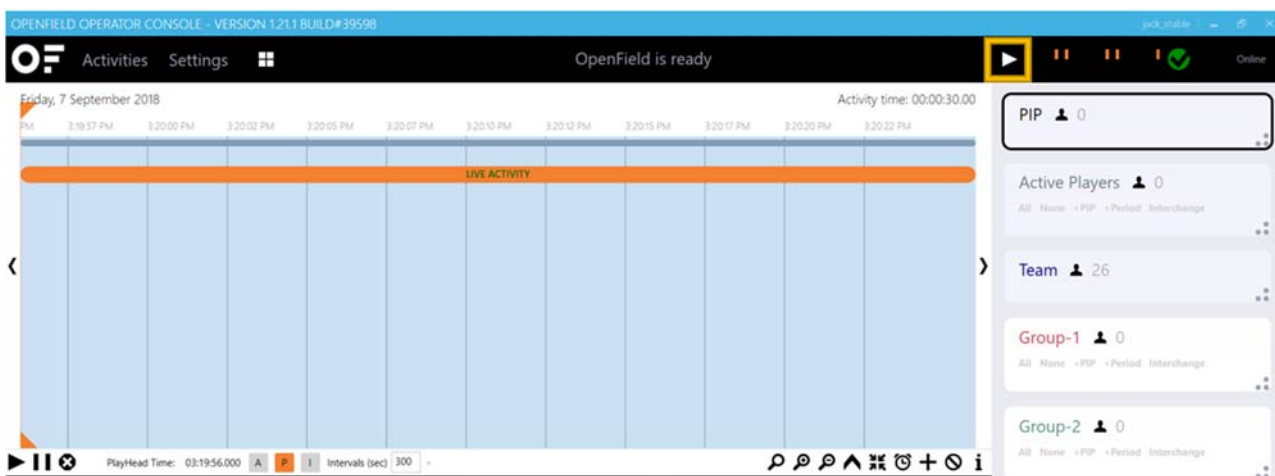 OPENFIELD OPERATOR CONSOLE - VERSION 1.21.1 BUILD#39598 jack_stable
OF Activities Settings OpenField is ready Online
Friday, 7 September 2018 Activity time: 00:00:30.00
PM 3:19:57 PM 3:20:00 PM 3:20:02 PM 3:20:05 PM 3:20:07 PM 3:20:10 PM 3:20:12 PM 3:20:15 PM 3:20:17 PM 3:20:20 PM 3:20:22 PM
LIVE ACTIVITY
PIP 0
Active Players 0
All None +PIP +Period Interchange
Team 26
Group-1 0
All None +PIP +Period Interchange
Group-2 0
All None +PIP +Period Interchange
PlayHead Time: 03:19:56.000 A P I Intervals (sec) 300